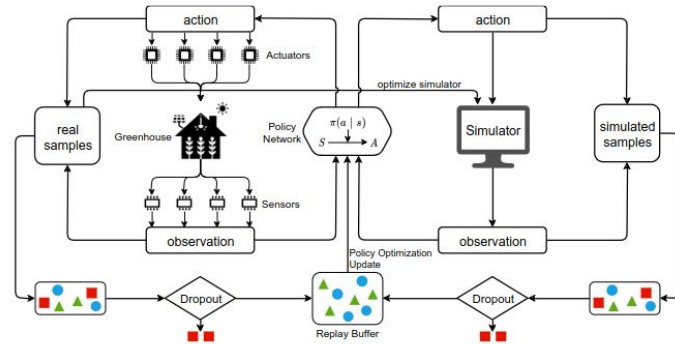 action
action
Actuators
optimize simulator
real
samples
Greenhouse
Policy
Network
π(a | s)
S
A
Simulator
simulated
samples
Sensors
observation
observation
Policy Optimization
Update
Dropout
Dropout
Replay Buffer